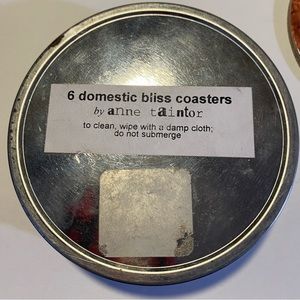 6 domestic bliss coasters
by anne taintor
to clean, wipe with a damp cloth;
do not submerge